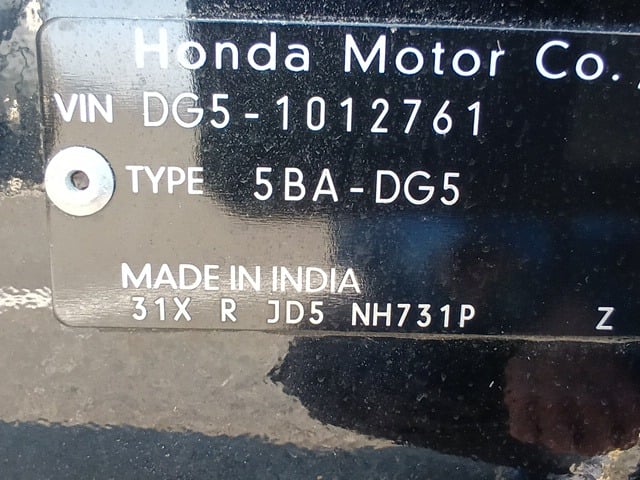 Honda Motor Co.,
VIN DG5-1012761
TYPE 5BA-DG5
MADE IN INDIA
31X R JD5 NH731P Z